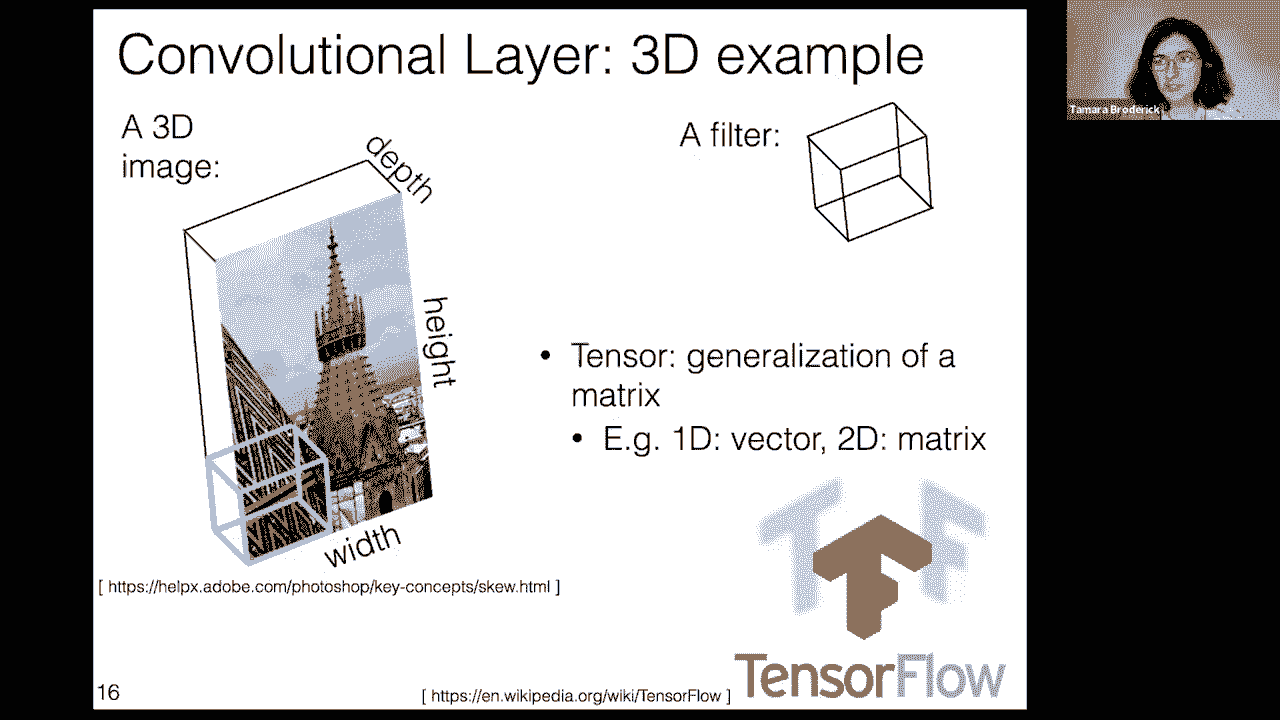 Convolutional Layer: 3D example
A 3D
image:
depth
height
width
A filter:
• Tensor: generalization of a
matrix
• E.g. 1D: vector, 2D: matrix
[ https://helpx.adobe.com/photoshop/key-concepts/skew.html ]
TensorFlow
16
[ https://en.wikipedia.org/wiki/TensorFlow ]
Tamara Broderick